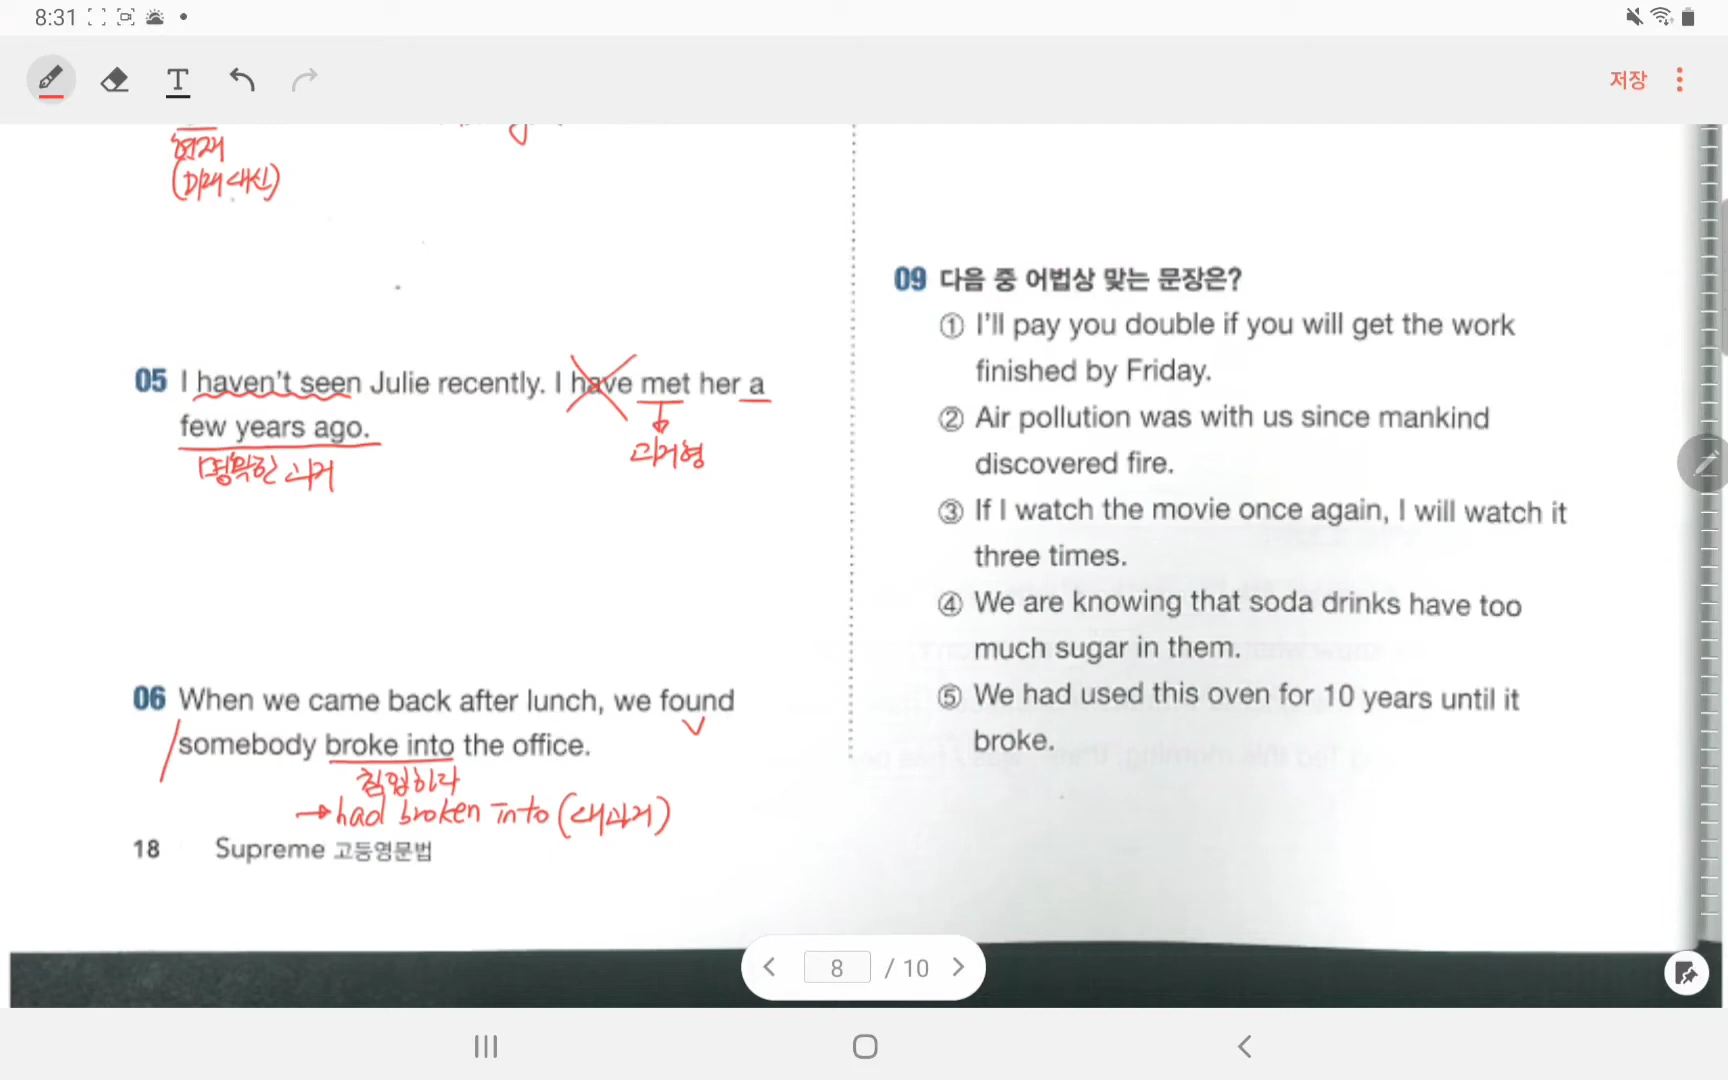 8:31
저장
현재
(미래 대신)
05 I haven't seen Julie recently. I have met her a
few years ago.
과거형
명확한 과거
06 When we came back after lunch, we found
somebody broke into the office.
침입하다
→ had broken into (대과거)
18 Supreme 고등영문법
09 다음 중 어법상 맞는 문장은?
① I'll pay you double if you will get the work
finished by Friday.
② Air pollution was with us since mankind
discovered fire.
③ If I watch the movie once again, I will watch it
three times.
④ We are knowing that soda drinks have too
much sugar in them.
⑤ We had used this oven for 10 years until it
broke.
8 / 10